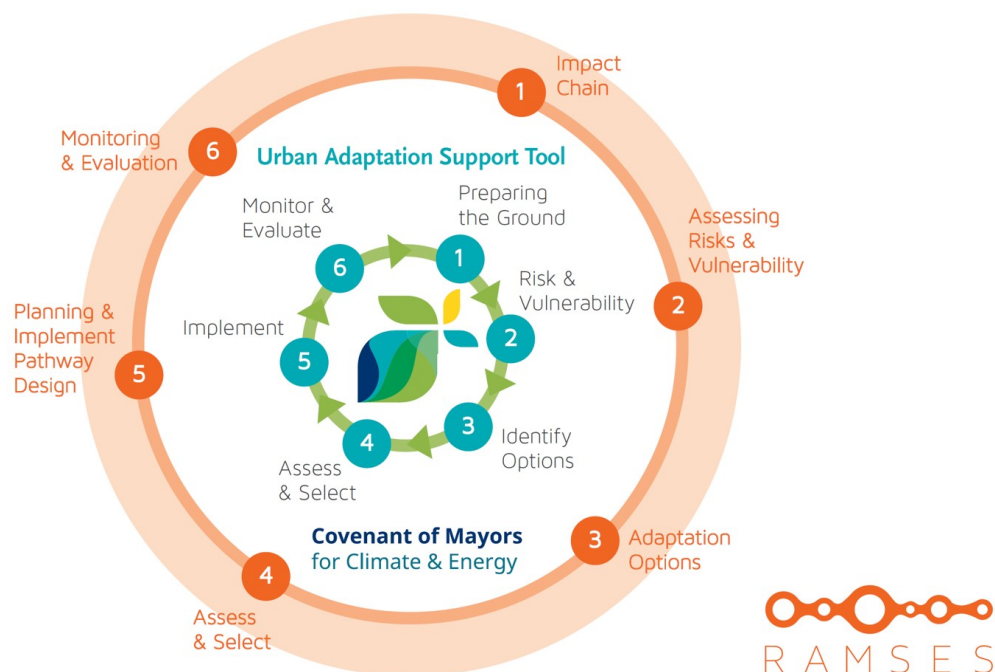 1
Impact
Chain
6
Monitoring
& Evaluation
Urban Adaptation Support Tool
Monitor &
Evaluate
Preparing
the Ground
6
1
Assessing
Risks &
Vulnerability
2
Risk &
Vulnerability
2
Planning &
Implement
Pathway
Design
5
Implement
5
3
Identify
Options
4
Assess
& Select
Covenant of Mayors
for Climate & Energy
3
Adaptation
Options
4
Assess
& Select
RAMSES